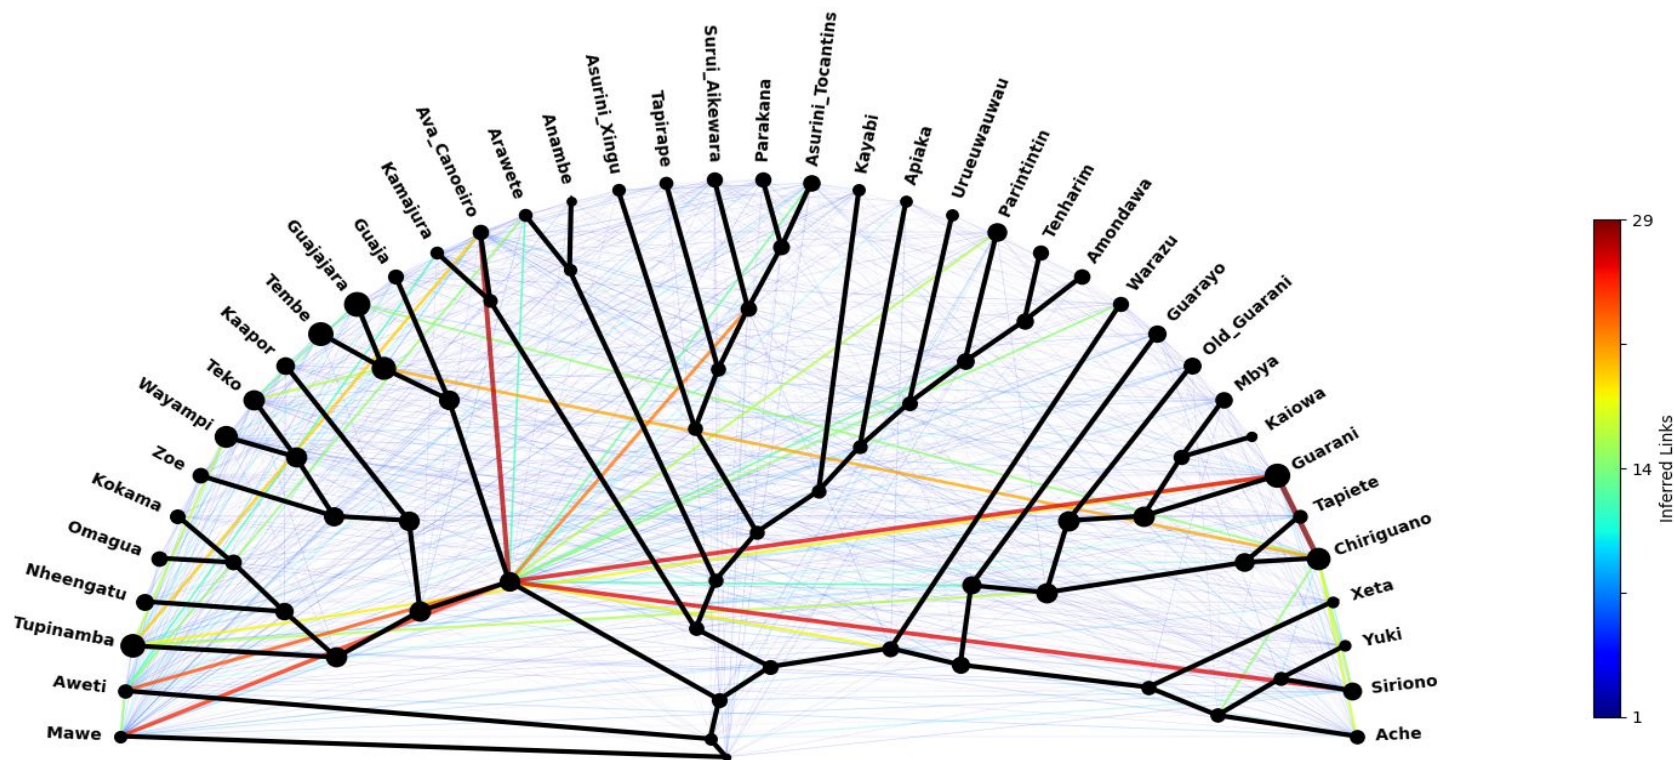 Mawe
Aweti
Tupinamba
Nheengatu
Omagua
Kokama
Zoe
Wayampi
Teko
Kaapor
Tembe
Guajajara
Guaja
Kamajura
Ava_Canoeiro
Arawete
Anambe
Asurini_Xingu
Tapirape
Surui_Aikewara
Parakana
Asurini_Tocantins
Kayabi
Apiaka
Urueuwauwau
Parintintin
Tenharim
Amondawa
Warazu
Guarayo
Old_Guarani
Mbya
Kaiowa
Guarani
Tapiete
Chiriguano
Xeta
Yuki
Siriono
Ache
29
14
1
Inferred Links